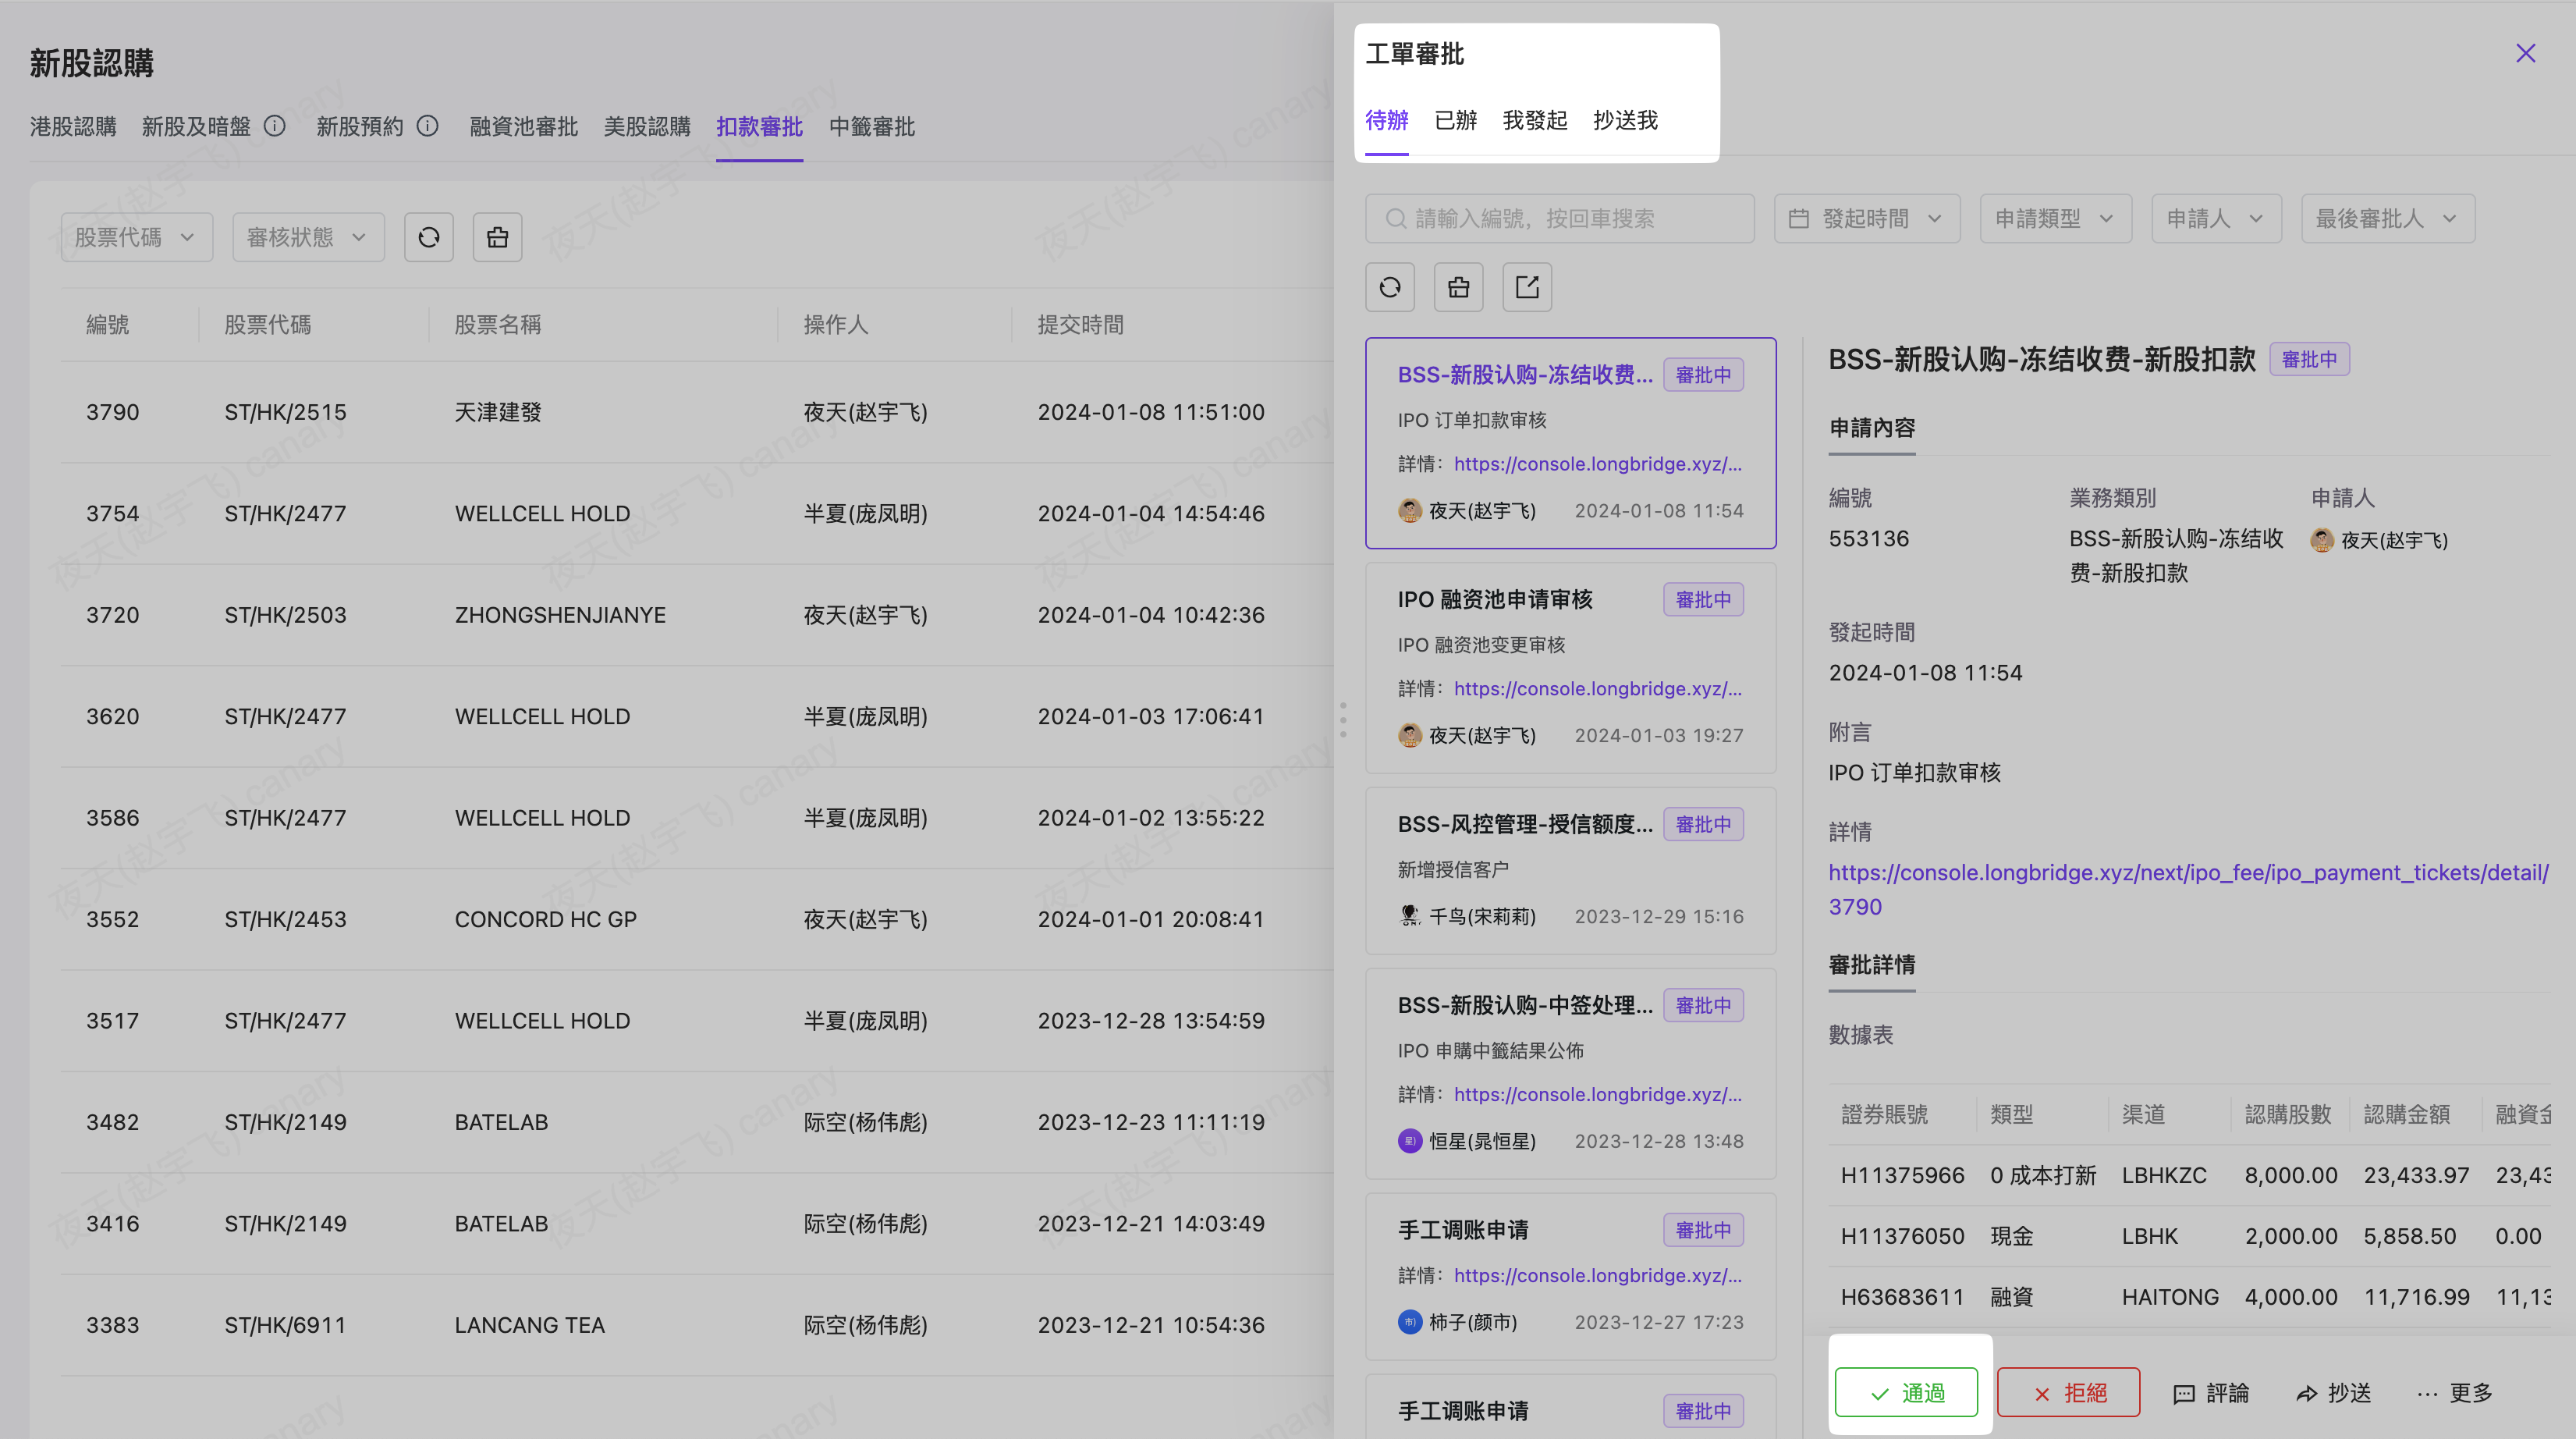 新股認購
港股認購 新股及暗盤 新股預約 融資池審批 美股認購 扣款審批 中籤審批
股票代碼 審核狀態
編號 股票代碼 股票名稱 操作人 提交時間
3790 ST/HK/2515 天津建發 夜天(赵宇飞) 2024-01-08 11:51:00
3754 ST/HK/2477 WELLCELL HOLD 半夏(庞凤明) 2024-01-04 14:54:46
3720 ST/HK/2503 ZHONGSHENJIANYE 夜天(赵宇飞) 2024-01-04 10:42:36
3620 ST/HK/2477 WELLCELL HOLD 半夏(庞凤明) 2024-01-03 17:06:41
3586 ST/HK/2477 WELLCELL HOLD 半夏(庞凤明) 2024-01-02 13:55:22
3552 ST/HK/2453 CONCORD HC GP 夜天(赵宇飞) 2024-01-01 20:08:41
3517 ST/HK/2477 WELLCELL HOLD 半夏(庞凤明) 2023-12-28 13:54:59
3482 ST/HK/2149 BATELAB 际空(杨伟彪) 2023-12-23 11:11:19
3416 ST/HK/2149 BATELAB 际空(杨伟彪) 2023-12-21 14:03:49
3383 ST/HK/6911 LANCANG TEA 际空(杨伟彪) 2023-12-21 10:54:36
夜天(赵宇飞) canary
工單審批
待辦 已辦 我發起 抄送我
請輸入編號，按回車搜索 發起時間 申請類型 申請人 最後審批人
BSS-新股认购-冻结收费... 審批中
IPO 订单扣款审核
詳情： https://console.longbridge.xyz/...
夜天(赵宇飞) 2024-01-08 11:54
IPO 融资池申请审核 審批中
IPO 融资池变更审核
詳情： https://console.longbridge.xyz/...
夜天(赵宇飞) 2024-01-03 19:27
BSS-风控管理-授信额度... 審批中
新增授信客户
千鸟(宋莉莉) 2023-12-29 15:16
BSS-新股认购-中签处理... 審批中
IPO 申購中籤結果公佈
詳情： https://console.longbridge.xyz/...
星) 恒星(晁恒星) 2023-12-28 13:48
手工调账申请 審批中
詳情： https://console.longbridge.xyz/...
市) 柿子(颜市) 2023-12-27 17:23
手工调账申请 審批中
BSS-新股认购-冻结收费-新股扣款 審批中
申請內容
編號 業務類別 申請人
553136 BSS-新股认购-冻结收 夜天(赵宇飞)
费-新股扣款
發起時間
2024-01-08 11:54
附言
IPO 订单扣款审核
詳情
https://console.longbridge.xyz/next/ipo_fee/ipo_payment_tickets/detail/
3790
審批詳情
數據表
證券賬號 類型 渠道 認購股數 認購金額 融資金
H11375966 0 成本打新 LBHKZC 8,000.00 23,433.97 23,43
H11376050 現金 LBHK 2,000.00 5,858.50 0.00
H63683611 融資 HAITONG 4,000.00 11,716.99 11,13
通過 拒絕 評論 抄送 更多